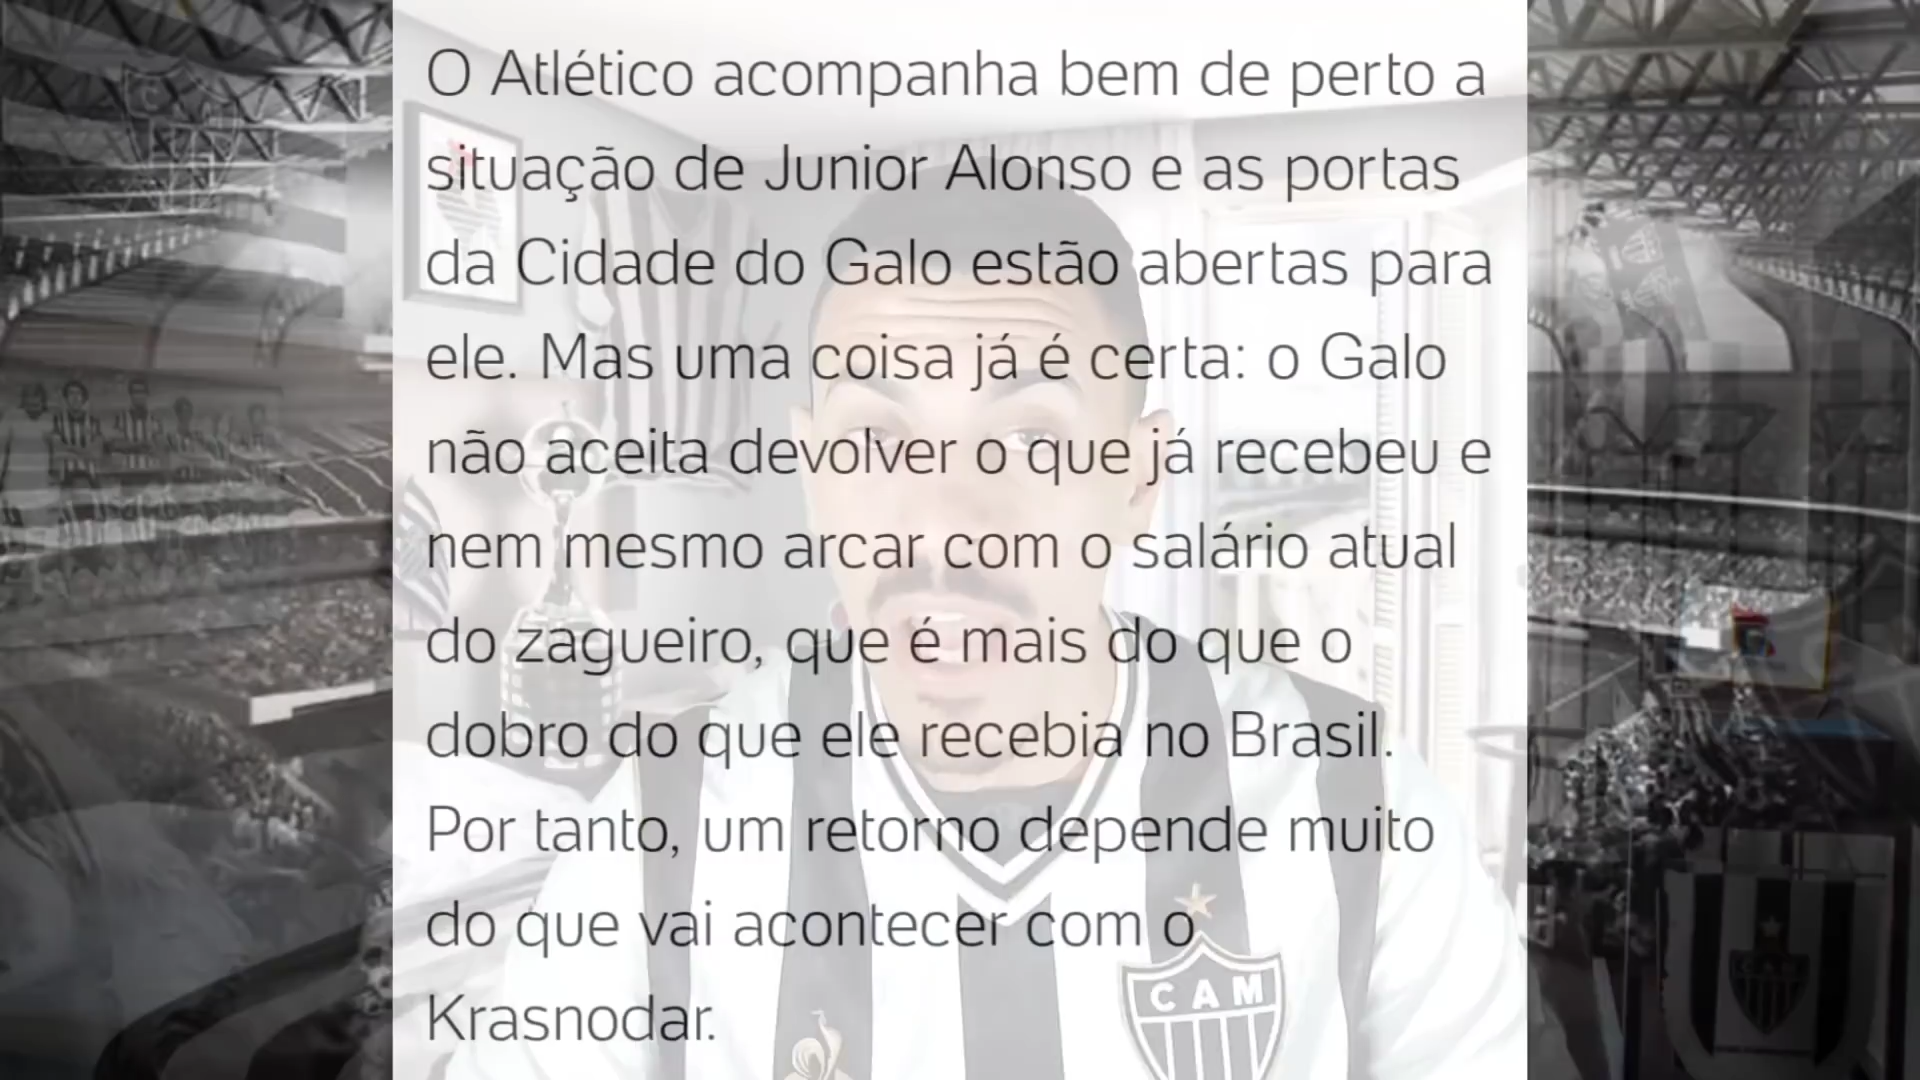 O Atlético acompanha bem de perto a
situação de Junior Alonso e as portas
da Cidade do Galo estão abertas para
ele. Mas uma coisa já é certa: o Galo
não aceita devolver o que já recebeu e
nem mesmo arcar com o salário atual
do zagueiro, que é mais do que o
dobro do que ele recebia no Brasil.
Por tanto, um retorno depende muito
do que vai acontecer com o
Krasnodar.
CAM
CAM